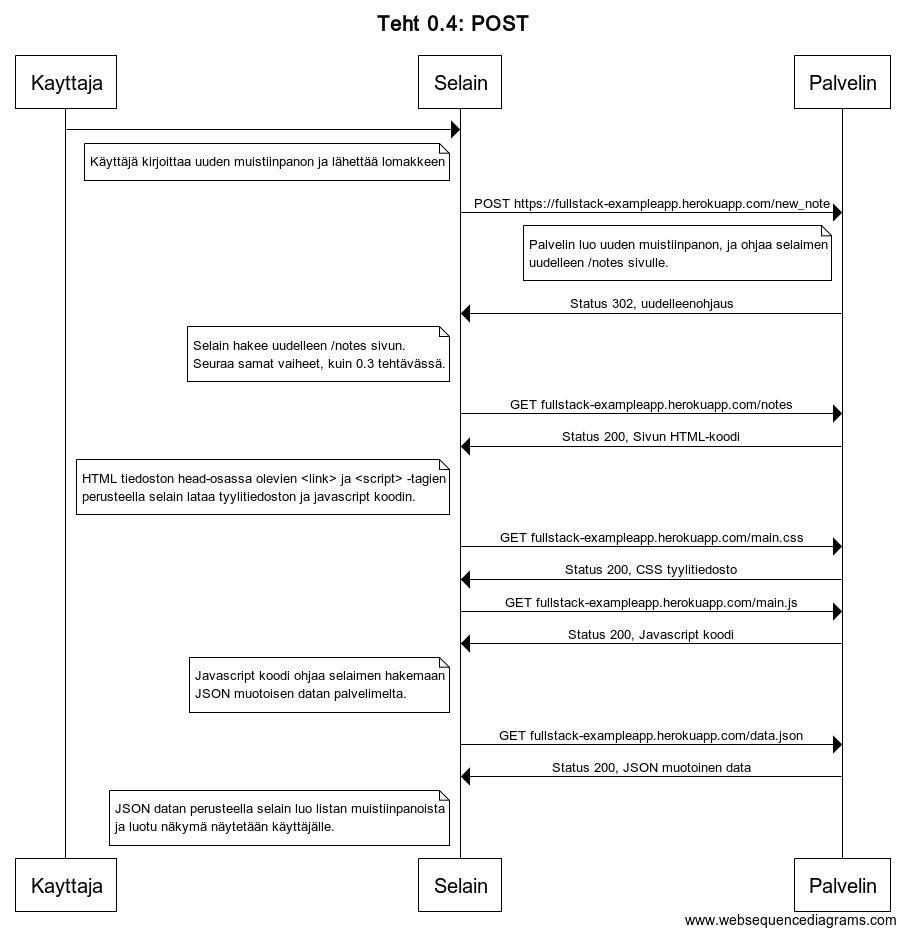 Teht 0.4: POST
Kayttaja
Selain
Palvelin
Käyttäjä kirjoittaa uuden muistiinpanon ja lähettää lomakkeen
POST https://fullstack-exampleapp.herokuapp.com/new_note
Palvelin luo uuden muistiinpanon, ja ohjaa selaimen
uudelleen /notes sivulle.
Status 302, uudelleenohjaus
Selain hakee uudelleen /notes sivun.
Seuraa samat vaiheet, kuin 0.3 tehtävässä.
GET fullstack-exampleapp.herokuapp.com/notes
Status 200, Sivun HTML-koodi
HTML tiedoston head-osassa olevien <link> ja <script> -tagien
perusteella selain lataa tyylitiedoston ja javascript koodin.
GET fullstack-exampleapp.herokuapp.com/main.css
Status 200, CSS tyylitiedosto
GET fullstack-exampleapp.herokuapp.com/main.js
Status 200, Javascript koodi
Javascript koodi ohjaa selaimen hakemaan
JSON muotoisen datan palvelimelta.
GET fullstack-exampleapp.herokuapp.com/data.json
Status 200, JSON muotoinen data
JSON datan perusteella selain luo listan muistiinpanoista
ja luotu näkymä näytetään käyttäjälle.
Kayttaja
Selain
Palvelin
www.websequencediagrams.com